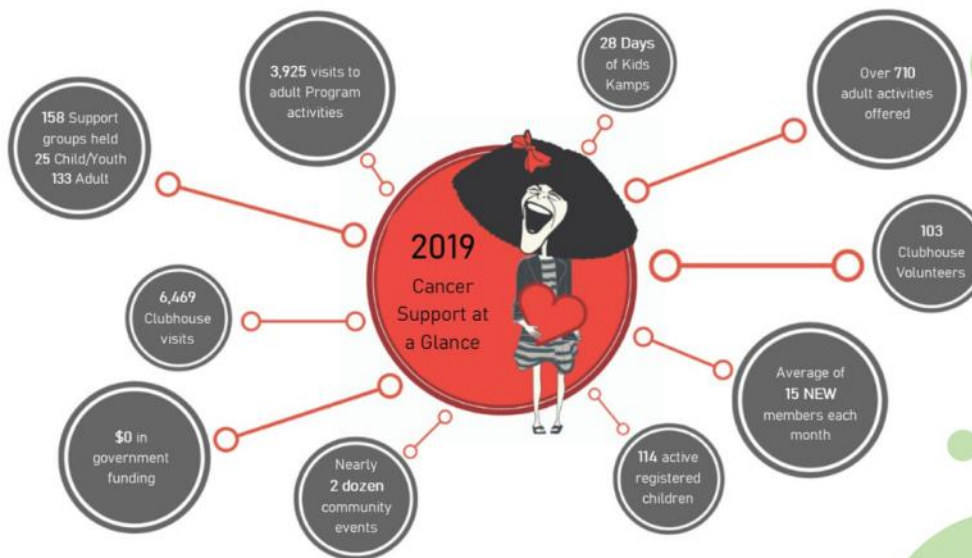 28 Days
of Kids
Kamps
3,925 visits to
adult Program
activities
Over 710
adult activities
offered
158 Support
groups held
25 Child/Youth
133 Adult
2019
Cancer
Support at
a Glance
103
Clubhouse
Volunteers
6,469
Clubhouse
visits
Average of
15 NEW
members each
month
$0 in
government
funding
Nearly
2 dozen
community
events
114 active
registered
children